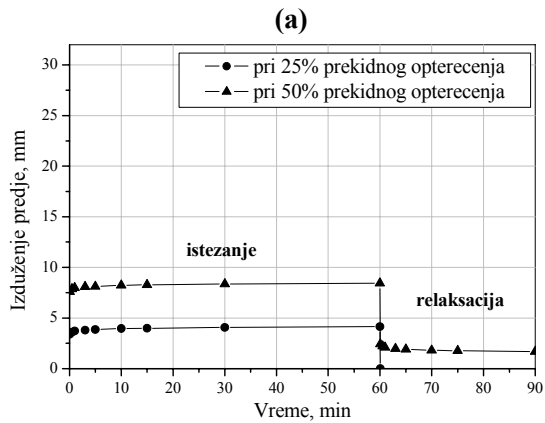 (a)
pri 25% prekidnog opterecenja
pri 50% prekidnog opterecenja
30
25
20
15
10
5
0
Izduženje predje, mm
istezanje
relaksacija
0 10 20 30 40 50 60 70 80 90
Vreme, min